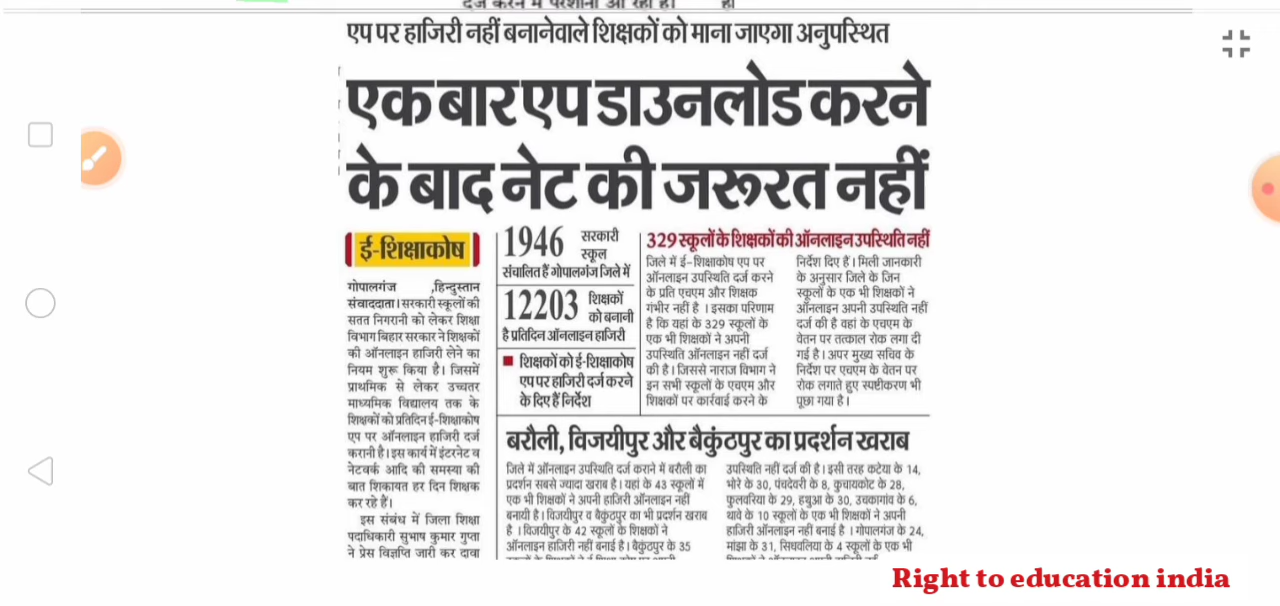 दर्ज करने में परेशानी आ रही है।
एप पर हाजिरी नहीं बनानेवाले शिक्षकों को माना जाएगा अनुपस्थित
एक बार एप डाउनलोड करने
के बाद नेट की जरूरत नहीं
ई-शिक्षाकोष
गोपालगंज ,हिन्दुस्तान
संवाददाता। सरकारी स्कूलों की
सतत निगरानी को लेकर शिक्षा
विभाग बिहार सरकार ने शिक्षकों
की ऑनलाइन हाजिरी लेने का
नियम शुरू किया है। जिसमें
प्राथमिक से लेकर उच्चतर
माध्यमिक विद्यालय तक के
शिक्षकों को प्रतिदिन ई-शिक्षाकोष
एप पर ऑनलाइन हाजिरी दर्ज
करानी है। इस कार्य में इंटरनेट व
नेटवर्क आदि की समस्या की
बात शिकायत हर दिन शिक्षक
कर रहे हैं।
इस संबंध में जिला शिक्षा
पदाधिकारी सुभाष कुमार गुप्ता
ने प्रेस विज्ञप्ति जारी कर दावा
1946 सरकारी
स्कूल
संचालित हैं गोपालगंज जिले में
12203 शिक्षकों
को बनानी
है प्रतिदिन ऑनलाइन हाजिरी
शिक्षकों को ई-शिक्षाकोष
एप पर हाजिरी दर्ज करने
के दिए हैं निर्देश
329 स्कूलों के शिक्षकों की ऑनलाइन उपस्थिति नहीं
जिले में ई-शिक्षाकोष एप पर
ऑनलाइन उपस्थिति दर्ज करने
के प्रति एचएम और शिक्षक
गंभीर नहीं है । इसका परिणाम
है कि यहां के 329 स्कूलों के
एक भी शिक्षकों ने अपनी
उपस्थिति ऑनलाइन नहीं दर्ज
की है। जिससे नाराज विभाग ने
इन सभी स्कूलों के एचएम और
शिक्षकों पर कार्रवाई करने के
निर्देश दिए हैं । मिली जानकारी
के अनुसार जिले के जिन
स्कूलों के एक भी शिक्षकों ने
ऑनलाइन अपनी उपस्थिति नहीं
दर्ज की है वहां के एचएम के
वेतन पर तत्काल रोक लगा दी
गई है। अपर मुख्य सचिव के
निर्देश पर एचएम के वेतन पर
रोक लगाते हुए स्पष्टीकरण भी
पूछा गया है।
बरौली, विजयीपुर और बैकुंठपुर का प्रदर्शन खराब
जिले में ऑनलाइन उपस्थिति दर्ज कराने में बरौली का
प्रदर्शन सबसे ज्यादा खराब है। यहां के 43 स्कूलों में
एक भी शिक्षकों ने अपनी हाजिरी ऑनलाइन नहीं
बनायी है। विजयीपुर व बैकुंठपुर का भी प्रदर्शन खराब
है । विजयीपुर के 42 स्कूलों के शिक्षकों ने
ऑनलाइन हाजिरी नहीं बनाई है। बैकुंठपुर के 35
उपस्थिति नहीं दर्ज की है। इसी तरह कटेया के 14,
भोरे के 30, पंचदेवरी के 8, कुचायकोट के 28,
फुलवरिया के 29, हथुआ के 30, उचकागांव के 6,
थावे के 10 स्कूलों के एक भी शिक्षकों ने अपनी
हाजिरी ऑनलाइन नहीं बनाई है । गोपालगंज के 24,
मांझा के 31, सिधवलिया के 4 स्कूलों के एक भी
Right to education india